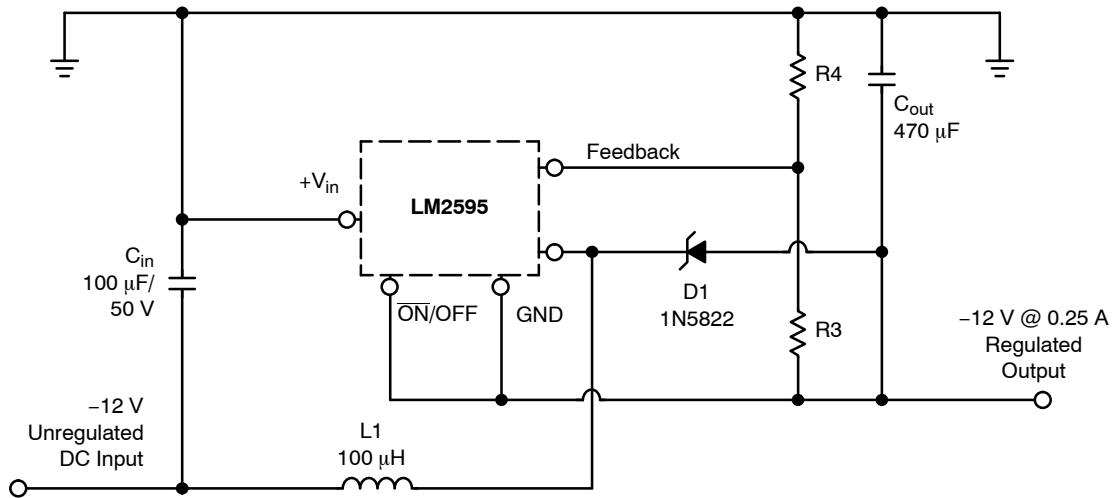 R4
C_out
470 μF
Feedback
+V_in
LM2595
C_in
100 μF/
50 V
D1
1N5822
O̅N̅/OFF
GND
R3
−12 V @ 0.25 A
Regulated
Output
−12 V
Unregulated
DC Input
L1
100 μH